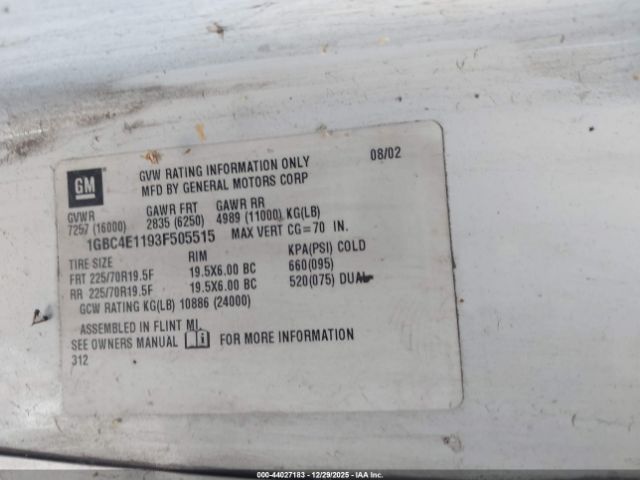 GM
GVW RATING INFORMATION ONLY 08/02
MFD BY GENERAL MOTORS CORP
GVWR GAWR FRT GAWR RR
7257 (16000) 2835 (6250) 4989 (11000) KG(LB)
1GBC4E1193F505515 MAX VERT CG=70 IN.
TIRE SIZE RIM KPA(PSI) COLD
FRT 225/70R19.5F 19.5X6.00 BC 660(095)
RR 225/70R19.5F 19.5X6.00 BC 520(075) DUAL
GCW RATING KG(LB) 10886 (24000)
ASSEMBLED IN FLINT MI.
SEE OWNERS MANUAL FOR MORE INFORMATION
312
000-44027183 - 12/29/2025 - IAA Inc.